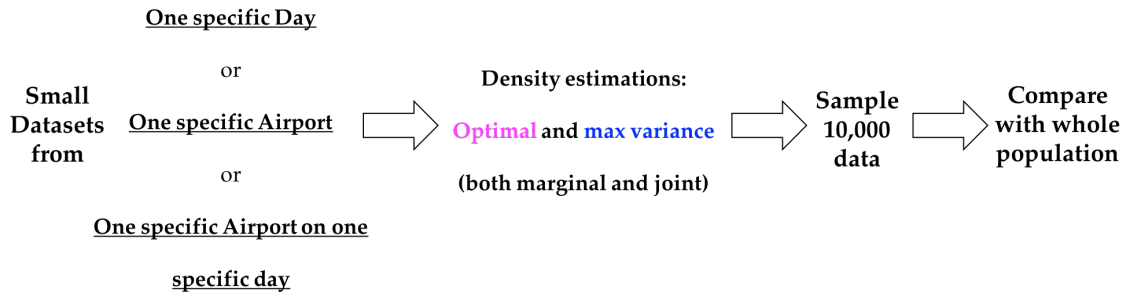 Small
Datasets
from
One specific Day
or
One specific Airport
or
One specific Airport on one
specific day
Density estimations:
Optimal and max variance
(both marginal and joint)
Sample
10,000
data
Compare
with whole
population